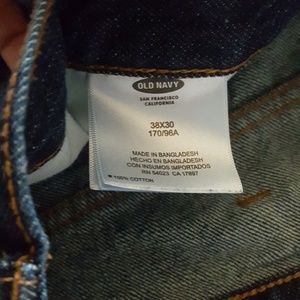 OLD NAVY
SAN FRANCISCO
CALIFORNIA
38X30
170/96A
MADE IN BANGLADESH
HECHO EN BANGLADESH
CON INSUMOS IMPORTADOS
RN 54023 CA 17897
100% COTTON